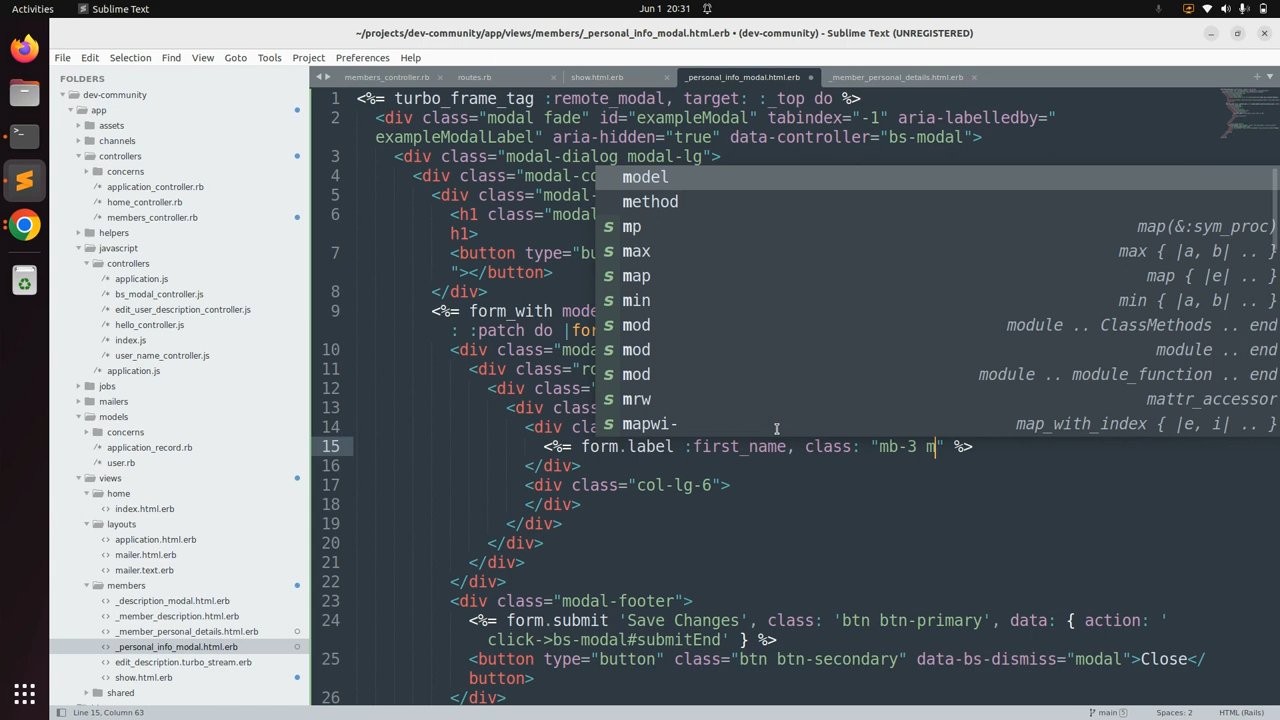 Activities
Sublime Text
Jun 1 20:31
~/projects/dev-community/app/views/members/_personal_info_modal.html.erb • (dev-community) - Sublime Text (UNREGISTERED)
File Edit Selection Find View Goto Tools Project Preferences Help
FOLDERS
dev-community
app
assets
channels
controllers
concerns
application_controller.rb
home_controller.rb
members_controller.rb
helpers
javascript
controllers
application.js
bs_modal_controller.js
edit_user_description_controller.js
hello_controller.js
index.js
user_name_controller.js
application.js
jobs
mailers
models
concerns
application_record.rb
user.rb
views
home
index.html.erb
layouts
application.html.erb
mailer.html.erb
mailer.text.erb
members
_description_modal.html.erb
_member_description.html.erb
_member_personal_details.html.erb
_personal_info_modal.html.erb
edit_description.turbo_stream.erb
show.html.erb
shared
members_controller.rb
routes.rb
show.html.erb
_personal_info_modal.html.erb
_member_personal_details.html.erb
1 <%= turbo_frame_tag :remote_modal, target: :_top do %>
2 <div class="modal fade" id="exampleModal" tabindex="-1" aria-labelledby="
exampleModalLabel" aria-hidden="true" data-controller="bs-modal">
3 <div class="modal-dialog modal-lg">
4 <div class="modal-co
5 <div class="modal-
6 <h1 class="modal
h1>
7 <button type="bu
"></button>
8 </div>
9 <%= form_with mode
: :patch do |for
10 <div class="moda
11 <div class="ro
12 <div class="
13 <div class
14 <div cla
15 <%= form.label :first_name, class: "mb-3 m" %>
16 </div>
17 <div class="col-lg-6">
18 </div>
19 </div>
20 </div>
21 </div>
22 </div>
23 <div class="modal-footer">
24 <%= form.submit 'Save Changes', class: 'btn btn-primary', data: { action: '
click->bs-modal#submitEnd' } %>
25 <button type="button" class="btn btn-secondary" data-bs-dismiss="modal">Close</
button>
26 </div>
model
method
s mp map(&:sym_proc)
s max max { |a, b| .. }
s map map { |e| .. }
s min min { |a, b| .. }
s mod module .. ClassMethods .. end
s mod module .. end
s mod module .. module_function .. end
s mrw mattr_accessor
s mapwi- map_with_index { |e, i| .. }
Line 15, Column 63
main 5
Spaces: 2
HTML (Rails)